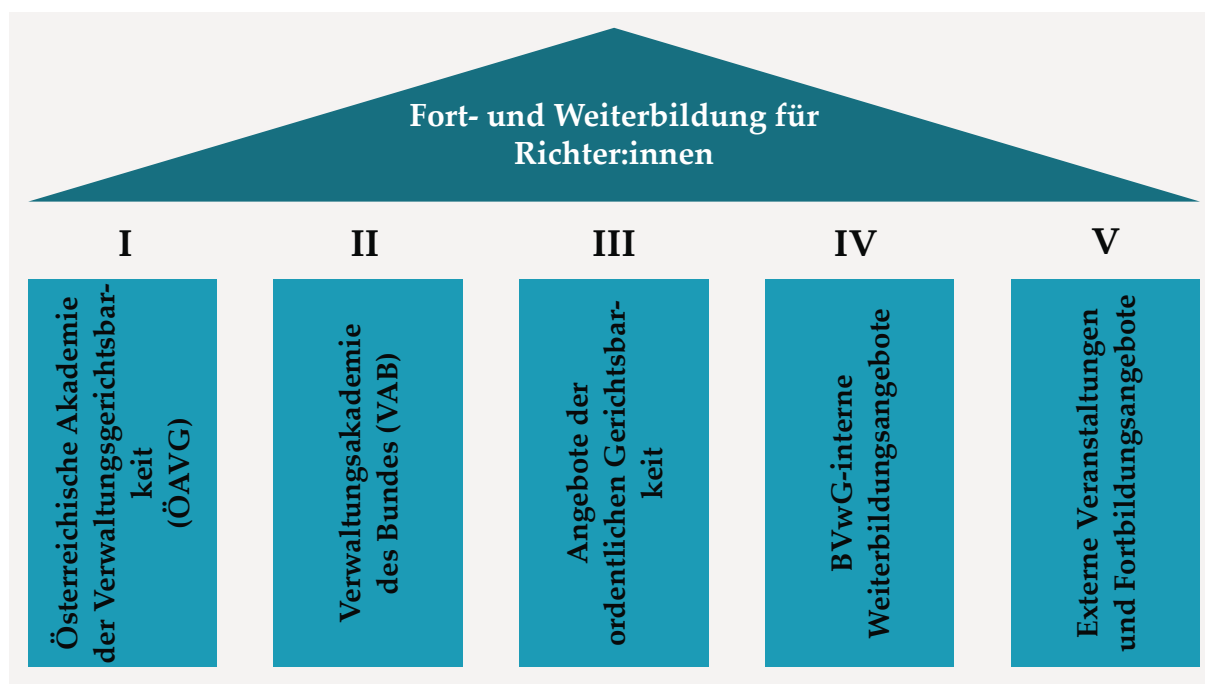 Fort- und Weiterbildung für
Richter:innen
I
II
III
IV
V
Österreichische Akademie
der Verwaltungsgerichtsbar-
keit
(ÖAVG)
Verwaltungsakademie
des Bundes (VAB)
Angebote der
ordentlichen Gerichtsbar-
keit
BVwG-interne
Weiterbildungsangebote
Externe Veranstaltungen
und Fortbildungsangebote